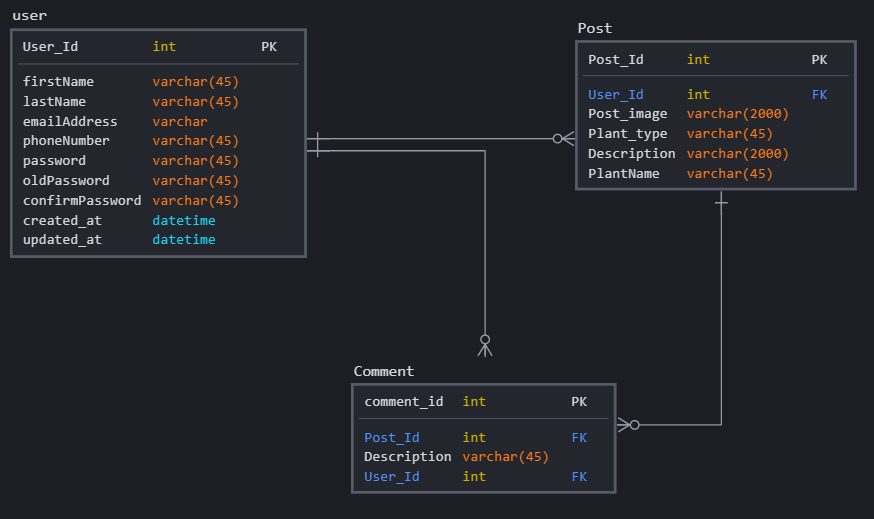 user
User_Id int PK
firstName varchar(45)
lastName varchar(45)
emailAddress varchar
phoneNumber varchar(45)
password varchar(45)
oldPassword varchar(45)
confirmPassword varchar(45)
created_at datetime
updated_at datetime
Post
Post_Id int PK
User_Id int FK
Post_image varchar(2000)
Plant_type varchar(45)
Description varchar(2000)
PlantName varchar(45)
Comment
comment_id int PK
Post_Id int FK
Description varchar(45)
User_Id int FK